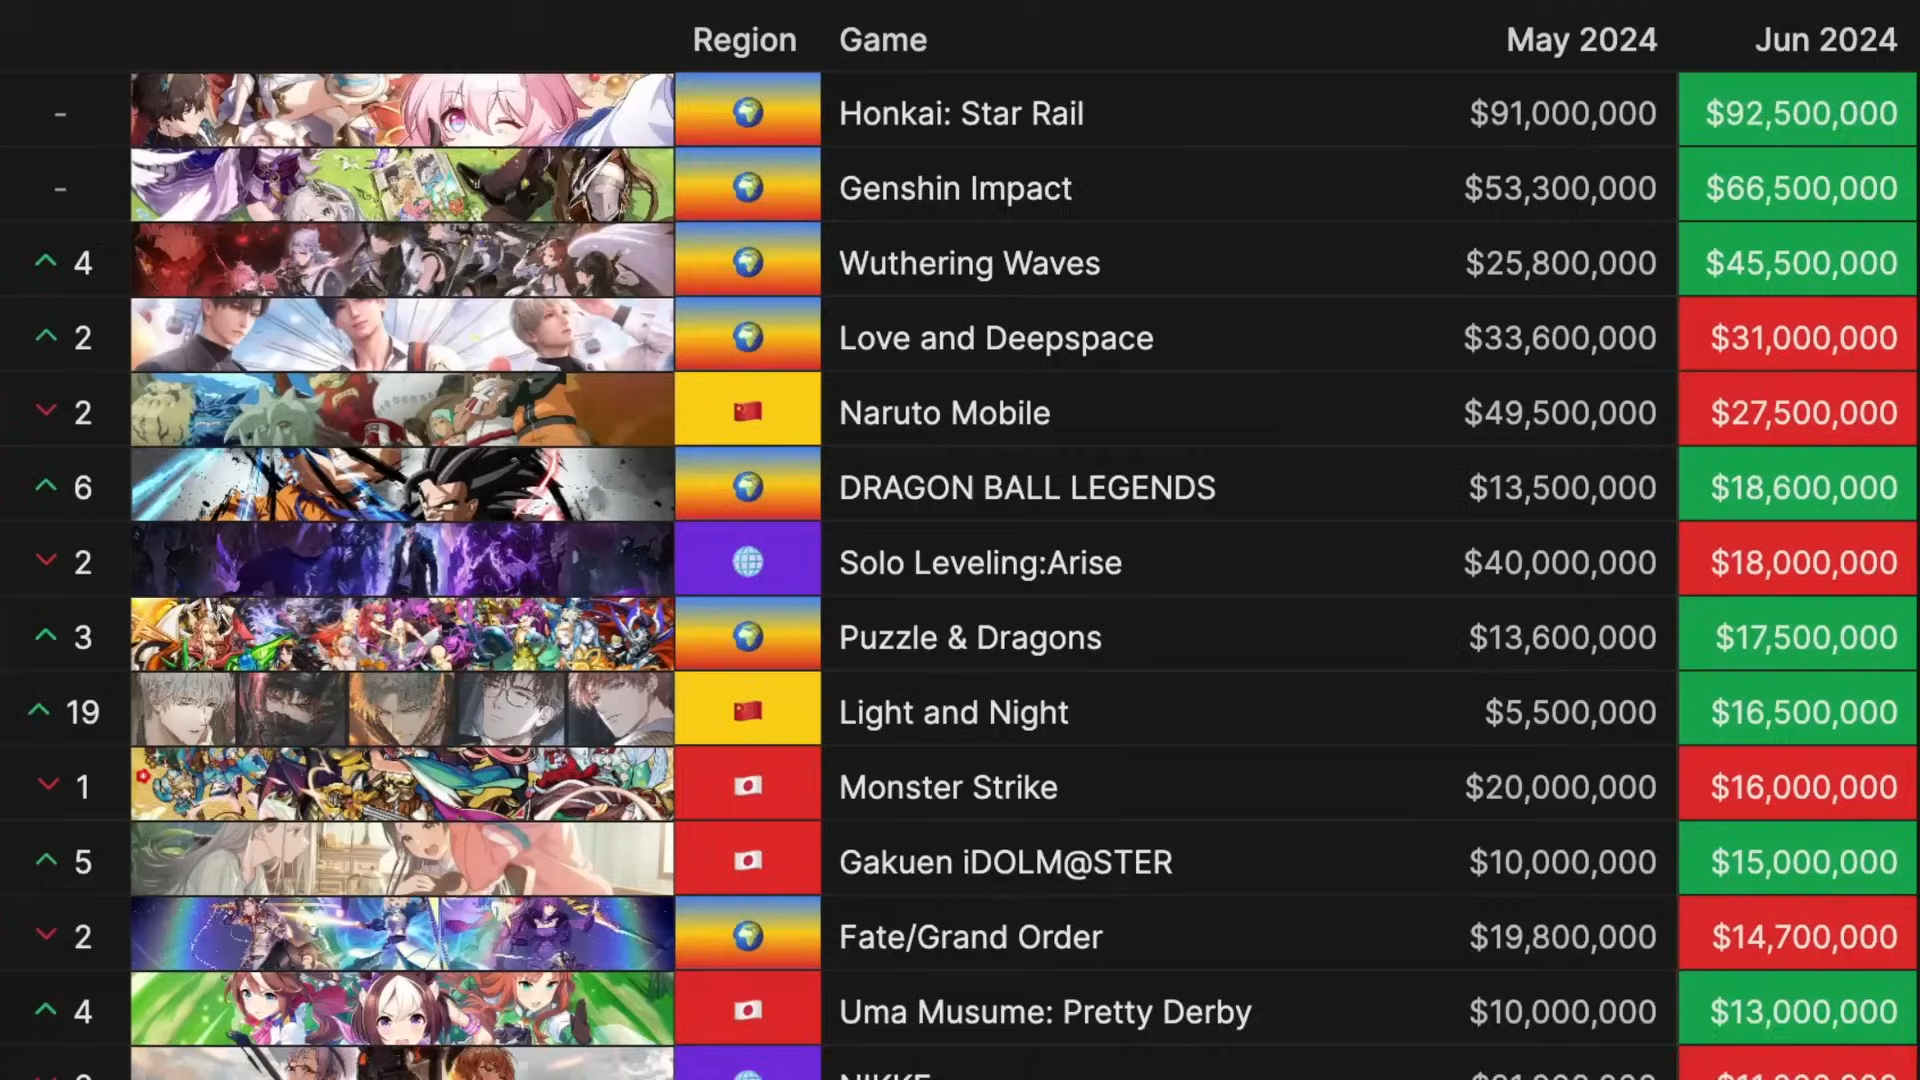 Region Game May 2024 Jun 2024
- Honkai: Star Rail $91,000,000 $92,500,000
- Genshin Impact $53,300,000 $66,500,000
4 Wuthering Waves $25,800,000 $45,500,000
2 Love and Deepspace $33,600,000 $31,000,000
2 Naruto Mobile $49,500,000 $27,500,000
6 DRAGON BALL LEGENDS $13,500,000 $18,600,000
2 Solo Leveling:Arise $40,000,000 $18,000,000
3 Puzzle & Dragons $13,600,000 $17,500,000
19 Light and Night $5,500,000 $16,500,000
1 Monster Strike $20,000,000 $16,000,000
5 Gakuen iDOLM@STER $10,000,000 $15,000,000
2 Fate/Grand Order $19,800,000 $14,700,000
4 Uma Musume: Pretty Derby $10,000,000 $13,000,000
NIKKE